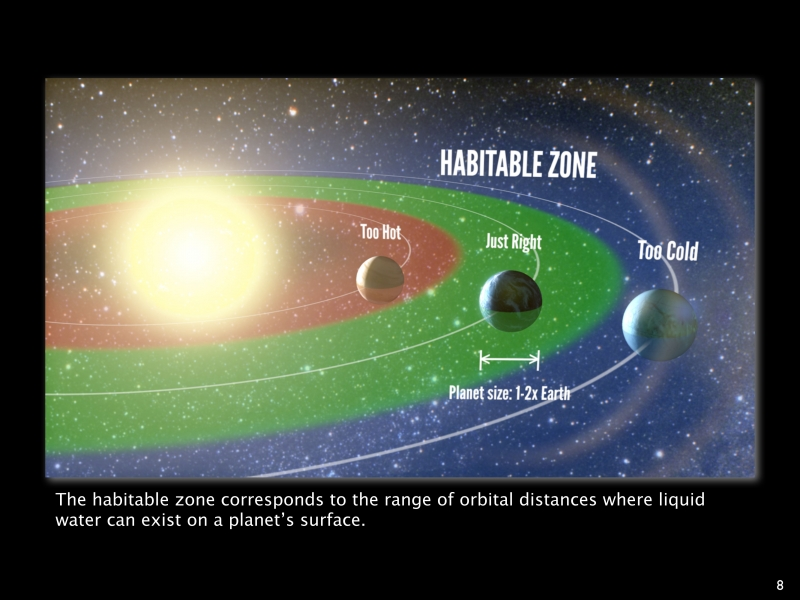 HABITABLE ZONE
Too Hot
Just Right
Too Cold
Planet size: 1-2x Earth
The habitable zone corresponds to the range of orbital distances where liquid
water can exist on a planet’s surface.
8